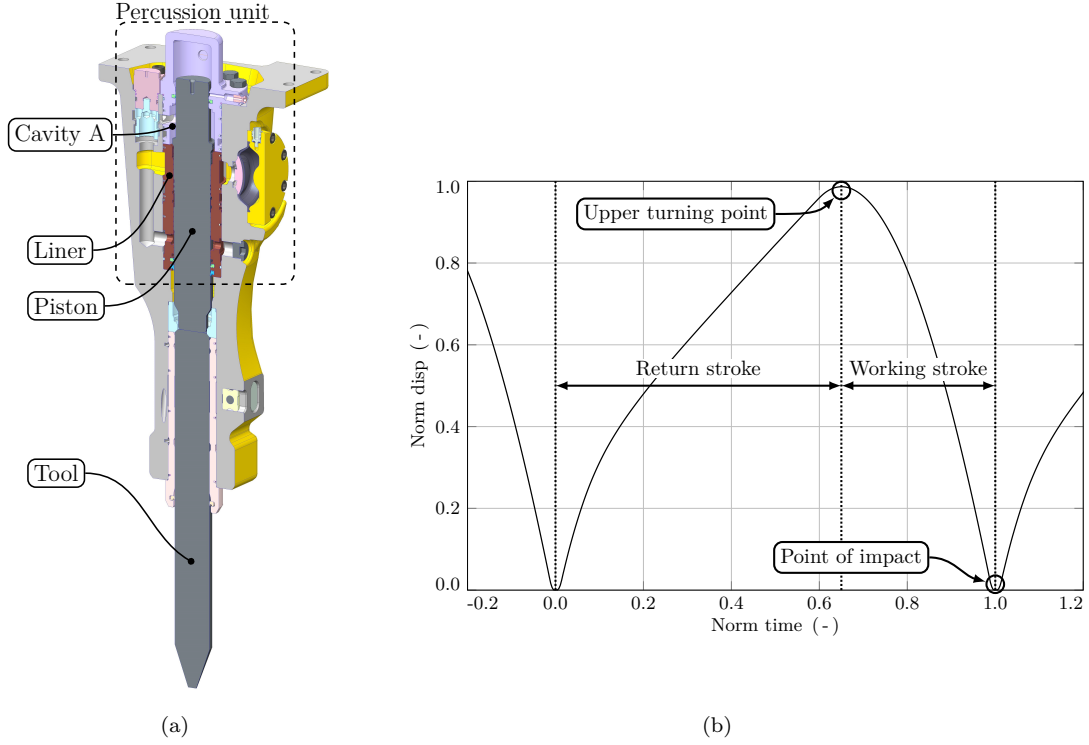 Percussion unit
Cavity A
Liner
Piston
Tool
(a)
Norm disp (-)
1.0
0.8
0.6
0.4
0.2
0.0
-0.2 0.0 0.2 0.4 0.6 0.8 1.0 1.2
Norm time (-)
Upper turning point
Return stroke
Working stroke
Point of impact
(b)